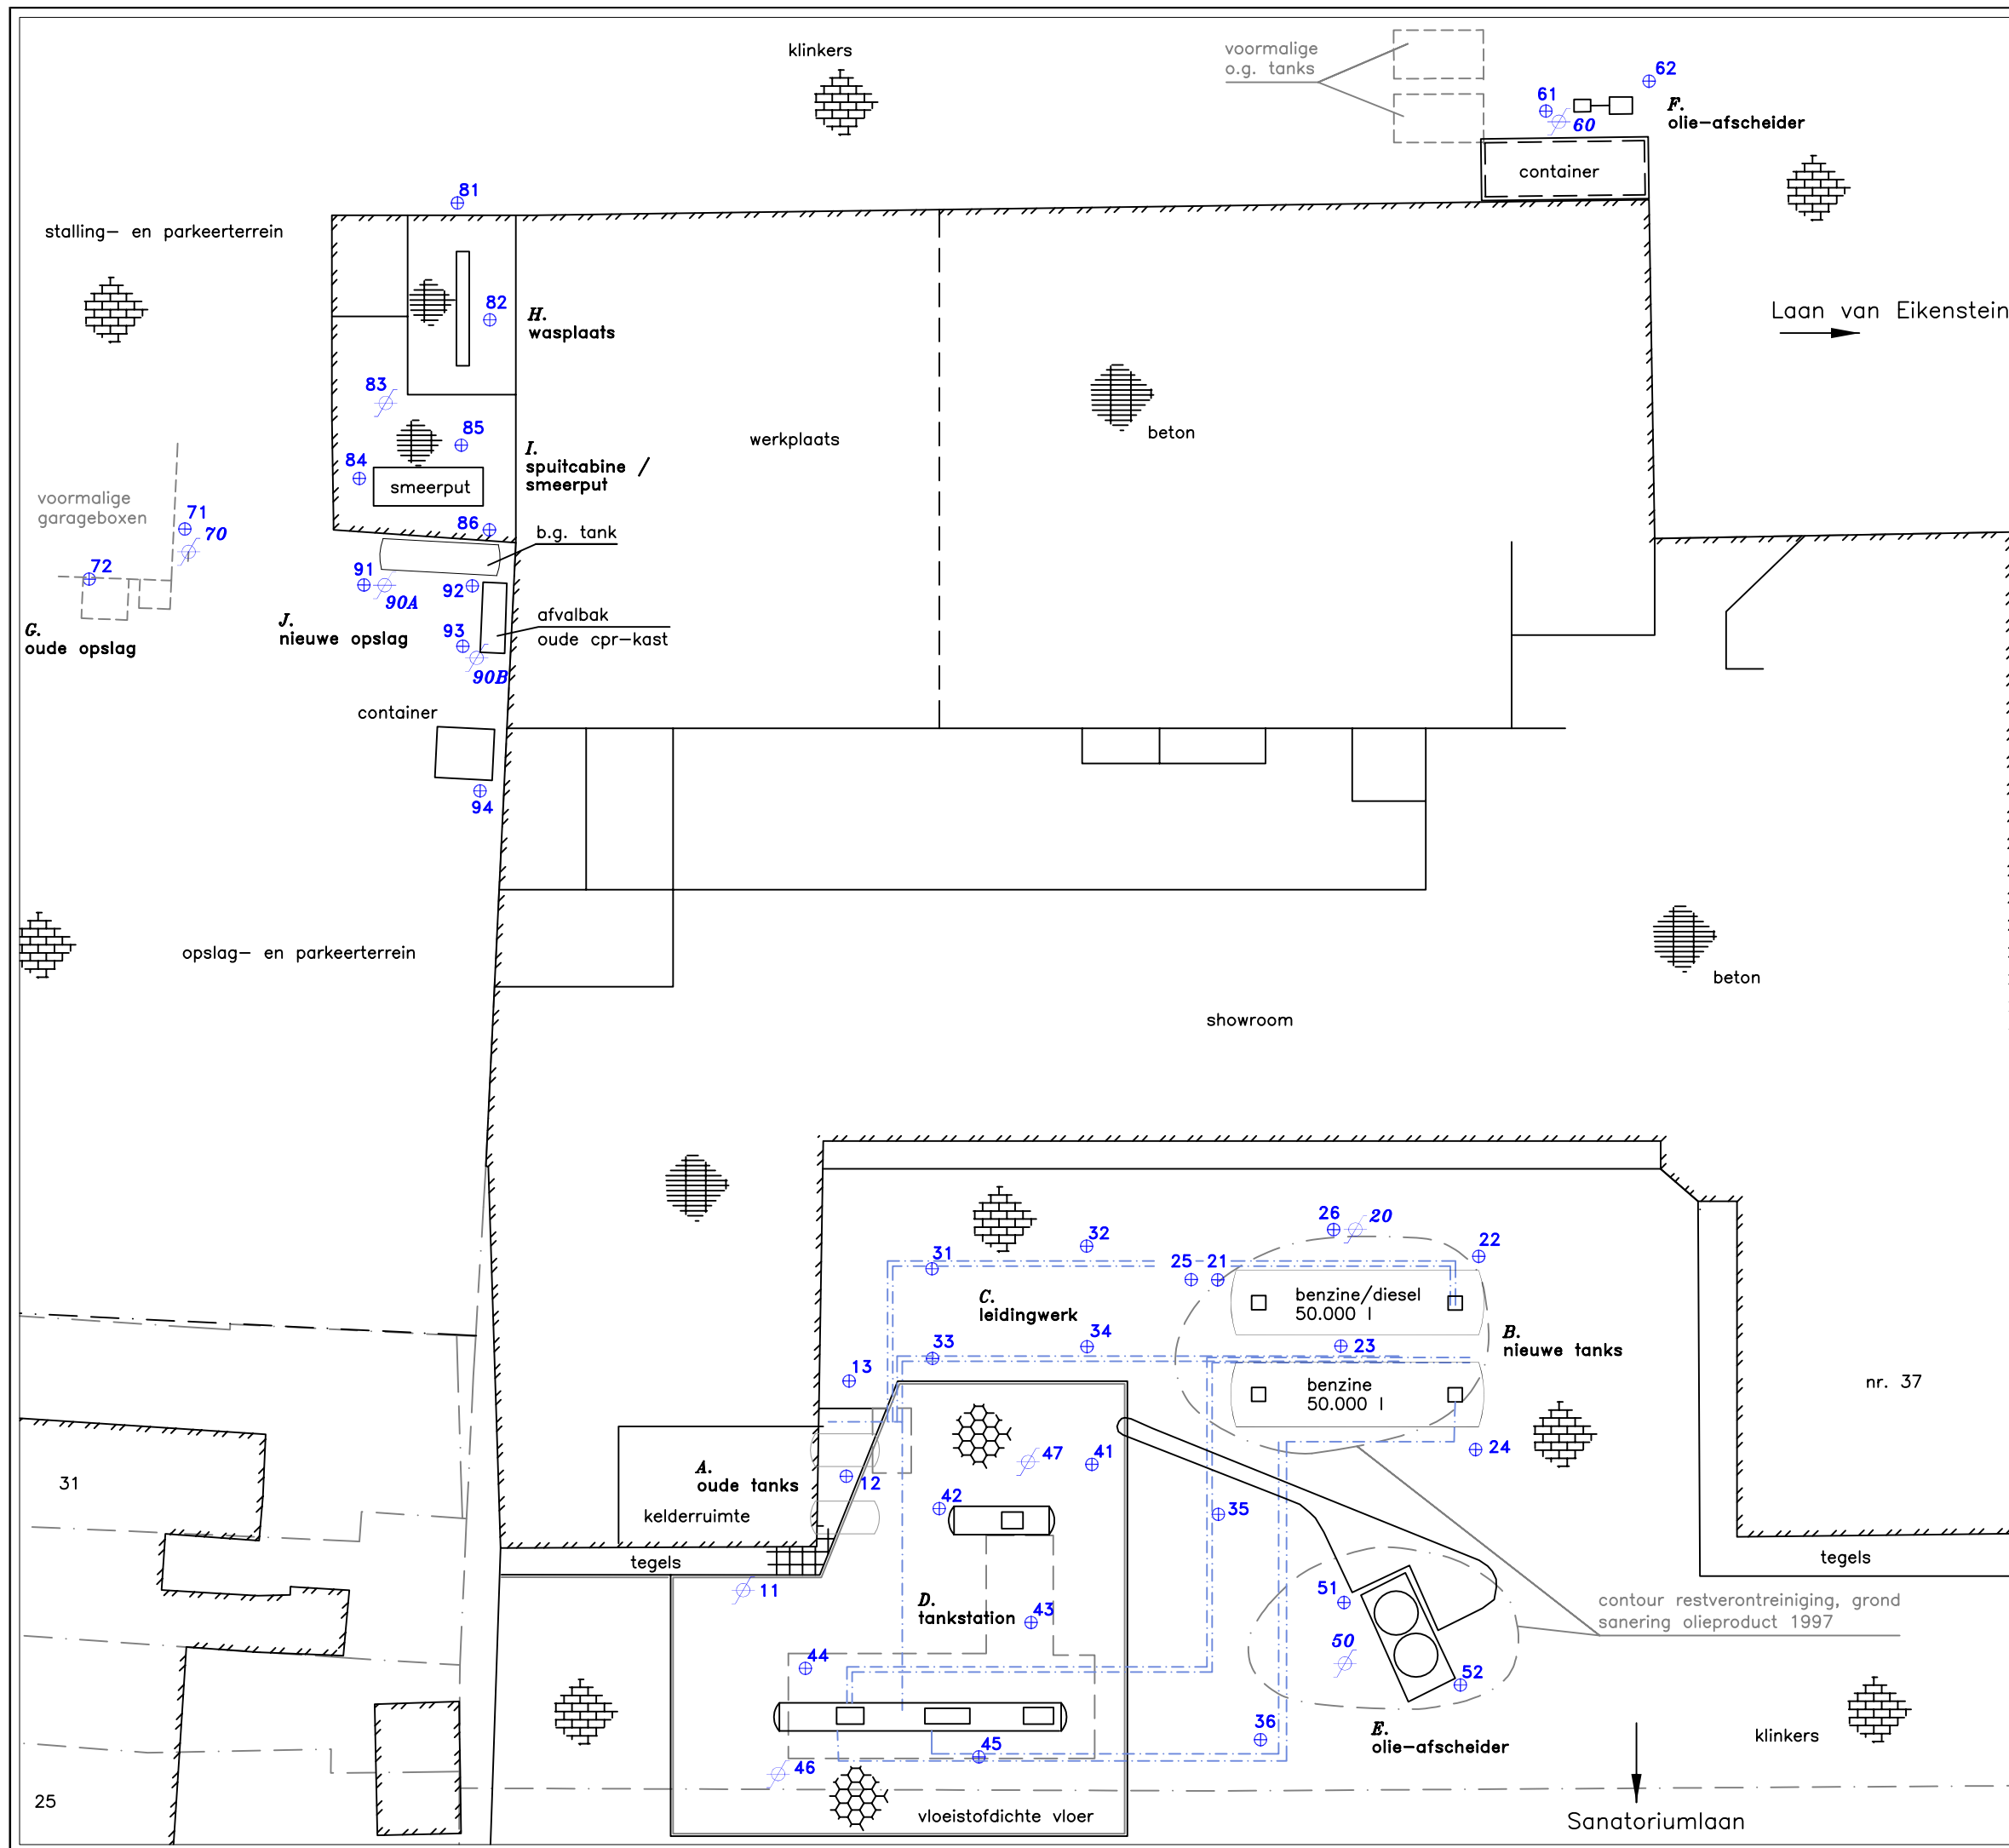 klinkers
voormalige
o.g. tanks
62
61
60
F.
olie-afscheider
container
81
stalling- en parkeerterrein
82
H.
wasplaats
Laan van Eikenstein
83
85
I.
spuitcabine /
smeerput
84
smeerput
werkplaats
beton
voormalige
garageboxen
71
70
72
86
b.g. tank
91
90A
92
afvalbak
oude cpr-kast
93
90B
G.
oude opslag
J.
nieuwe opslag
container
94
opslag- en parkeerterrein
beton
showroom
26
20
22
32
31
25
21
C.
leidingwerk
benzine/diesel
50.000 l
B.
nieuwe tanks
33
34
23
13
benzine
50.000 l
nr. 37
24
47
41
A.
oude tanks
12
42
35
31
kelderruimte
tegels
tegels
11
D.
tankstation
43
51
contour restverontreiniging, grond
sanering olieproduct 1997
50
44
52
36
E.
olie-afscheider
klinkers
45
46
25
vloeistofdichte vloer
Sanatoriumlaan